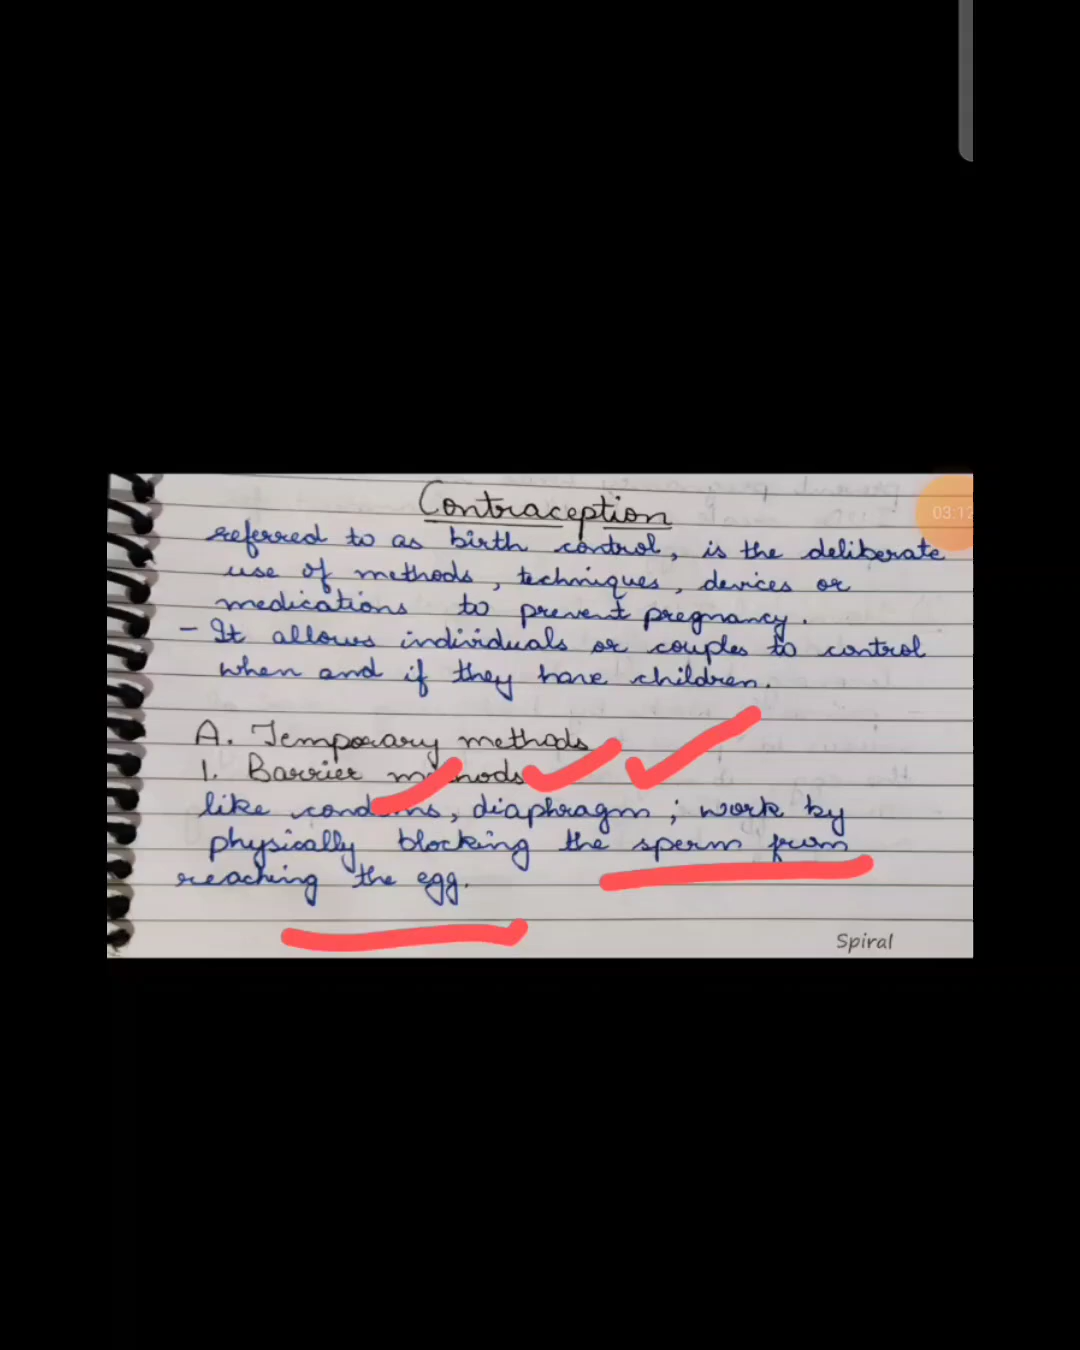 Contraception
referred to as birth control, is the deliberate
use of methods, techniques, devices or
medications to prevent pregnancy.
- It allows individuals or couples to control
when and if they have children.
A. Temporary methods
1. Barrier methods
like condoms, diaphragm ; work by
physically blocking the sperm from
reaching the egg.
Spiral
03:12